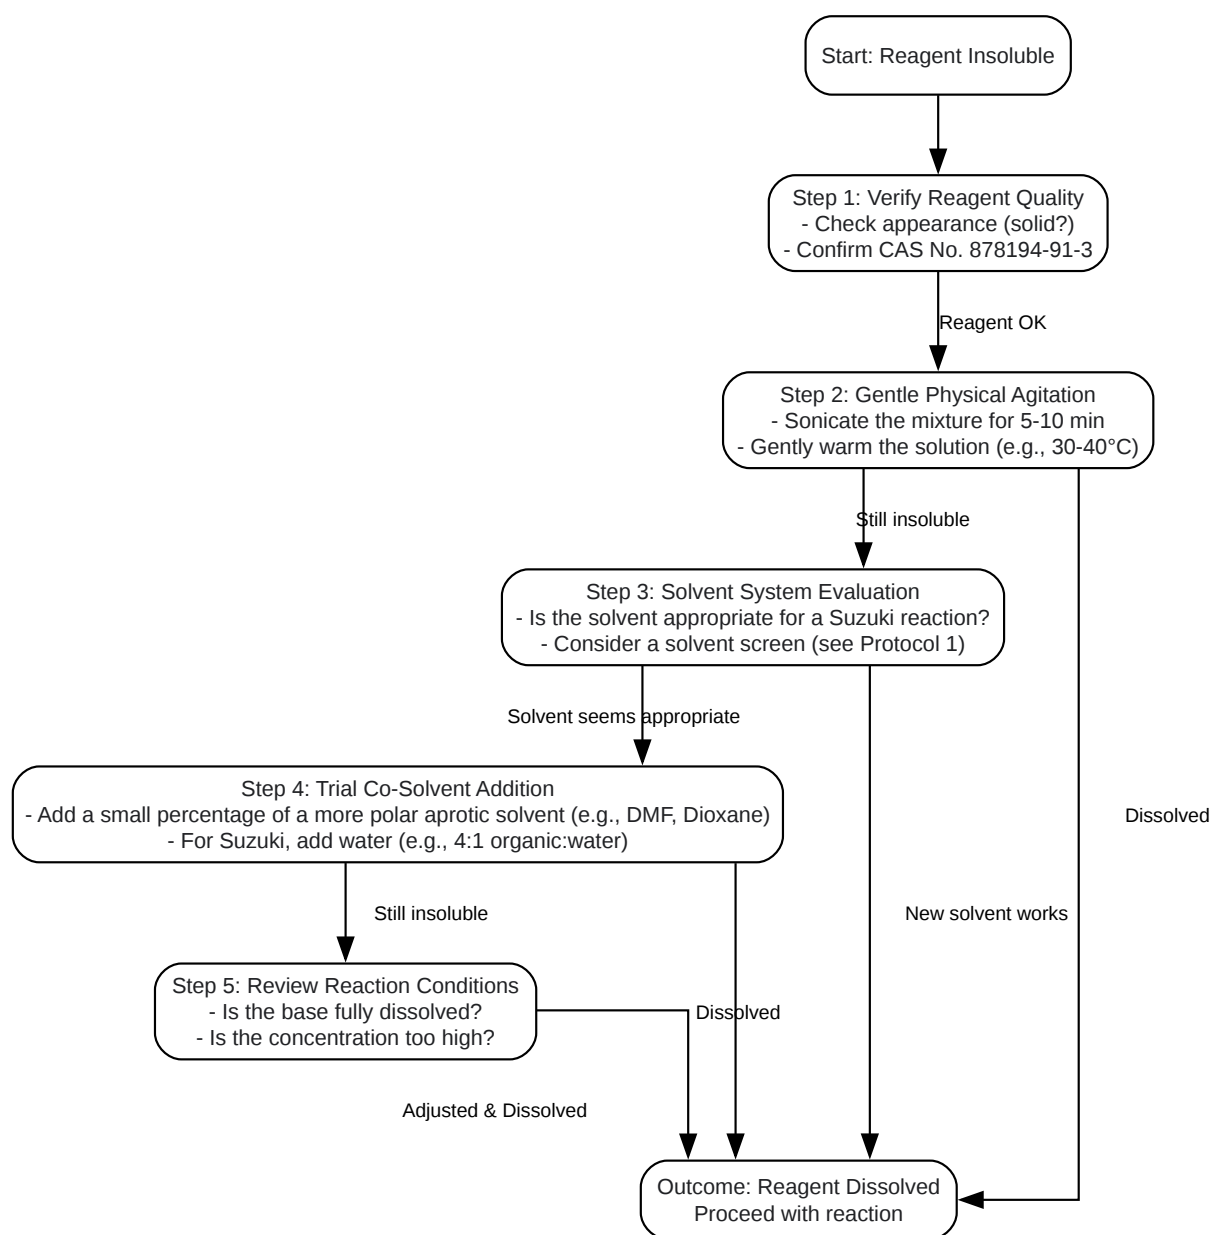 Start: Reagent Insoluble
Step 1: Verify Reagent Quality
- Check appearance (solid?)
- Confirm CAS No. 878194-91-3
Reagent OK
Step 2: Gentle Physical Agitation
- Sonicate the mixture for 5-10 min
- Gently warm the solution (e.g., 30-40°C)
Still insoluble
Step 3: Solvent System Evaluation
- Is the solvent appropriate for a Suzuki reaction?
- Consider a solvent screen (see Protocol 1)
Solvent seems appropriate
Step 4: Trial Co-Solvent Addition
- Add a small percentage of a more polar aprotic solvent (e.g., DMF, Dioxane)
- For Suzuki, add water (e.g., 4:1 organic:water)
Dissolved
Still insoluble
New solvent works
Step 5: Review Reaction Conditions
- Is the base fully dissolved?
- Is the concentration too high?
Dissolved
Adjusted & Dissolved
Outcome: Reagent Dissolved
Proceed with reaction